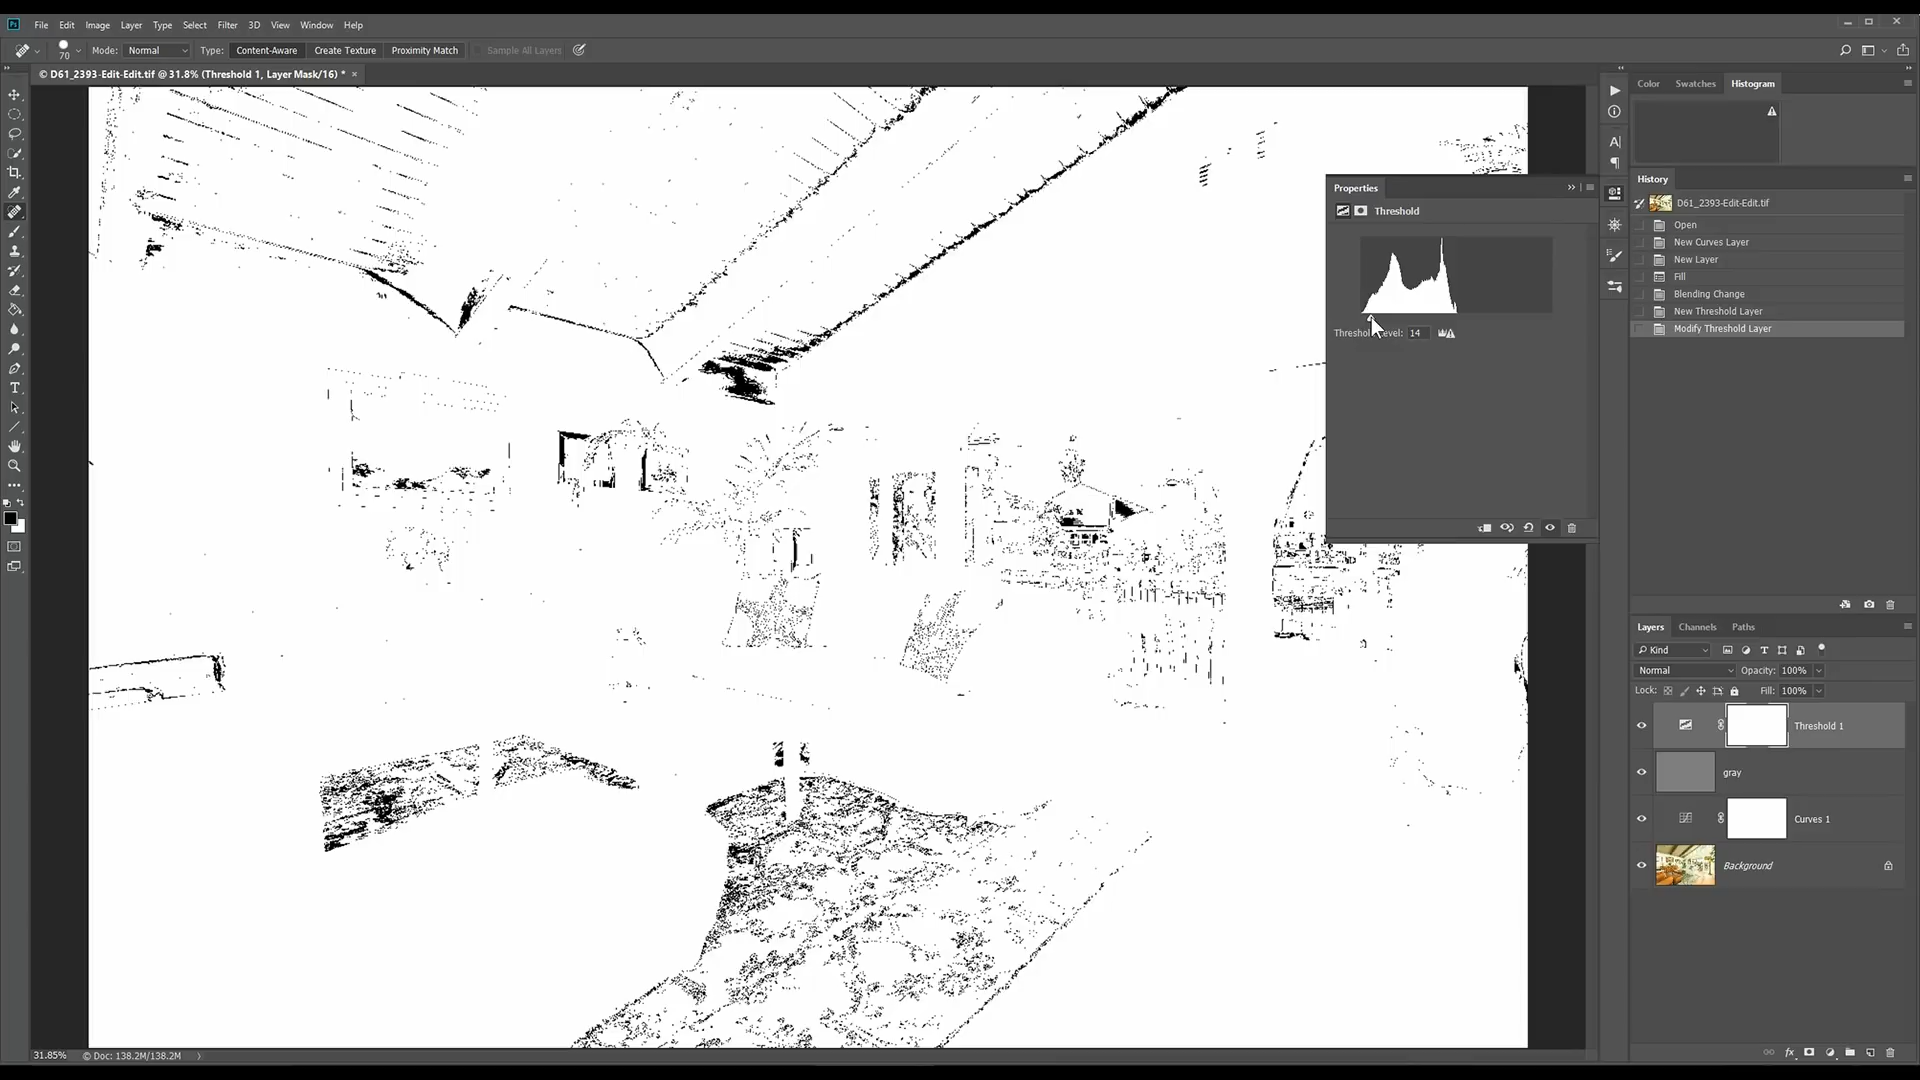 Ps File Edit Image Layer Type Select Filter 3D View Window Help
70 Mode: Normal Type: Content-Aware Create Texture Proximity Match Sample All Layers
© D61_2393-Edit-Edit.tif @ 31.8% (Threshold 1, Layer Mask/16) * ×
Color Swatches Histogram
History
D61_2393-Edit-Edit.tif
Open
New Curves Layer
New Layer
Fill
Blending Change
New Threshold Layer
Modify Threshold Layer
Properties
Threshold
Level: 14
Layers Channels Paths
Kind
Normal Opacity: 100%
Lock: Fill: 100%
Threshold 1
gray
Curves 1
Background
fx
31.85% © Doc: 138.2M/138.2M